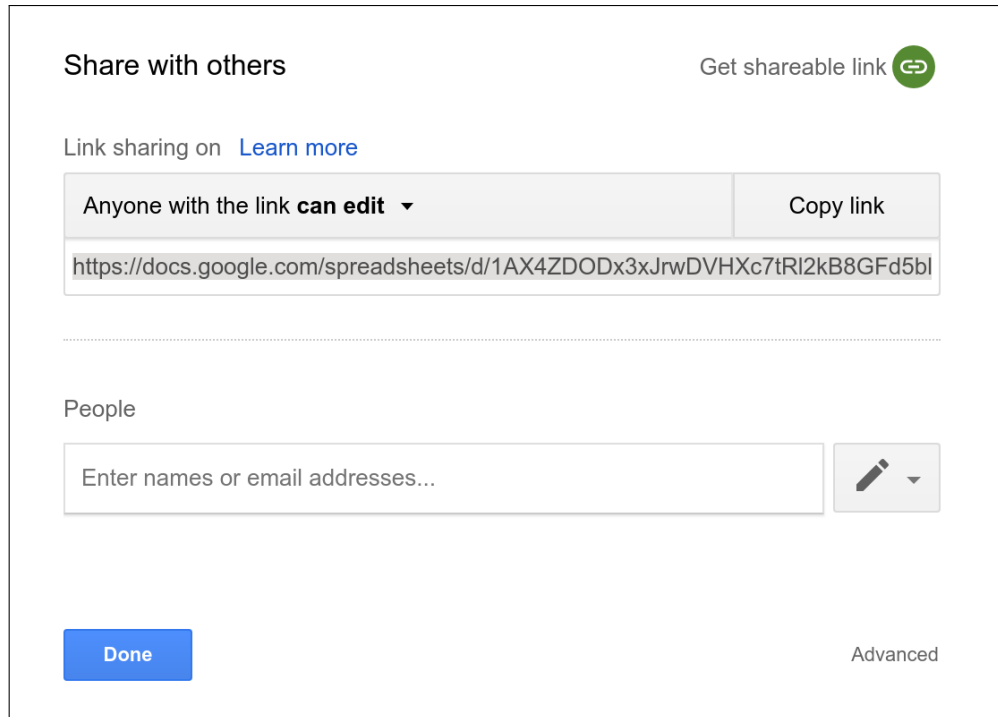 Share with others
Get shareable link
Link sharing on Learn more
Anyone with the link can edit
Copy link
https://docs.google.com/spreadsheets/d/1AX4ZDODx3xJrwDVHXc7tRl2kB8GFd5bl
People
Enter names or email addresses...
Done
Advanced